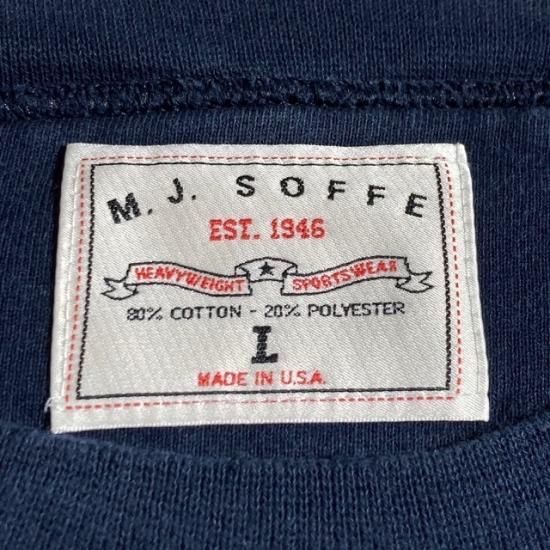 M. J. SOFFE
EST. 1946
HEAVYWEIGHT SPORTSWEAR
80% COTTON - 20% POLYESTER
L
MADE IN U.S.A.